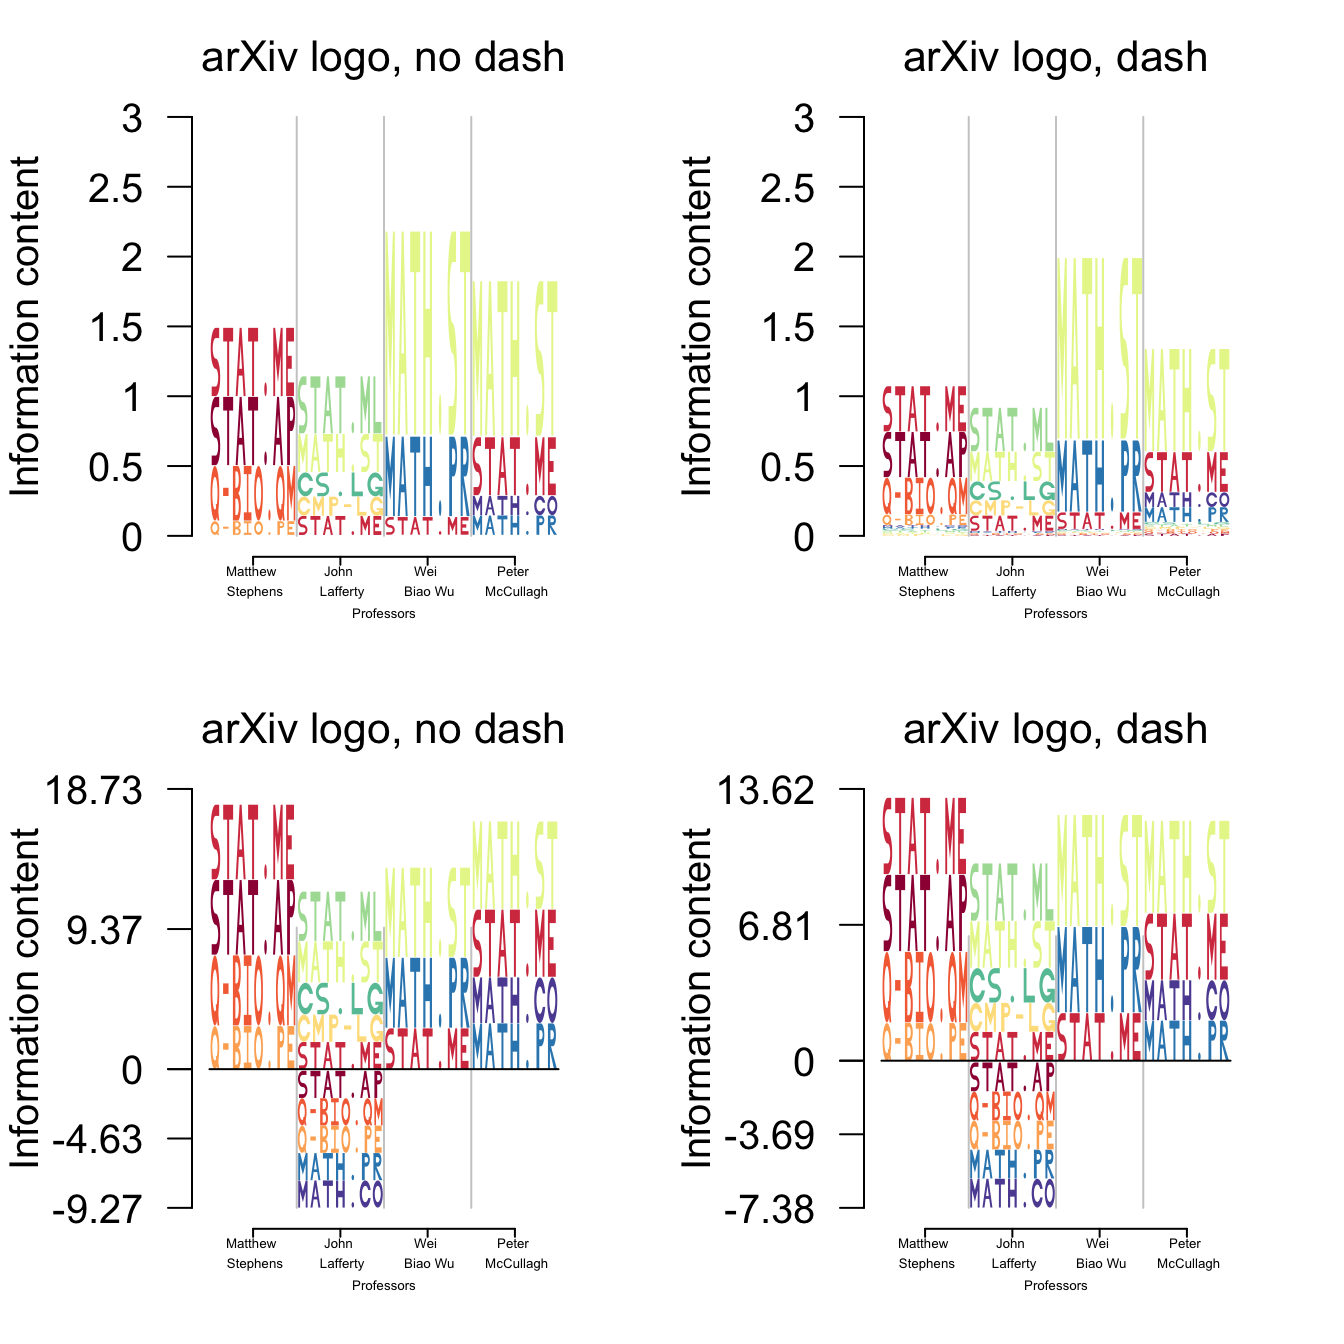 arXiv logo, no dash
Information content
3
2.5
2
1.5
1
0.5
0
STAT.ME
STAT.AP
Q-BIO.QM
Q-BIO.PE
STAT.ML
MATH.ST
CS.LG
CMP-LG
STAT.ME
MATH.ST
MATH.PR
STAT.ME
MATH.ST
STAT.ME
MATH.CO
MATH.PR
Matthew
Stephens
John
Lafferty
Wei
Biao Wu
Peter
McCullagh
Professors
arXiv logo, dash
Information content
3
2.5
2
1.5
1
0.5
0
STAT.ME
STAT.AP
Q-BIO.QM
Q-BIO.PE
STAT.ML
MATH.ST
CS.LG
CMP-LG
STAT.ME
MATH.ST
MATH.PR
STAT.ME
MATH.ST
STAT.ME
MATH.CO
MATH.PR
Matthew
Stephens
John
Lafferty
Wei
Biao Wu
Peter
McCullagh
Professors
arXiv logo, no dash
Information content
18.73
9.37
0
-4.63
-9.27
STAT.ME
STAT.AP
Q-BIO.QM
Q-BIO.PE
STAT.ML
MATH.ST
CS.LG
CMP-LG
STAT.ME
STAT.AP
Q-BIO.QM
Q-BIO.PE
MATH.PR
MATH.CO
MATH.ST
MATH.PR
STAT.ME
MATH.ST
STAT.ME
MATH.CO
MATH.PR
Matthew
Stephens
John
Lafferty
Wei
Biao Wu
Peter
McCullagh
Professors
arXiv logo, dash
Information content
13.62
6.81
0
-3.69
-7.38
STAT.ME
STAT.AP
Q-BIO.QM
Q-BIO.PE
STAT.ML
MATH.ST
CS.LG
CMP-LG
STAT.ME
STAT.AP
Q-BIO.QM
Q-BIO.PE
MATH.PR
MATH.CO
MATH.ST
MATH.PR
STAT.ME
MATH.ST
STAT.ME
MATH.CO
MATH.PR
Matthew
Stephens
John
Lafferty
Wei
Biao Wu
Peter
McCullagh
Professors